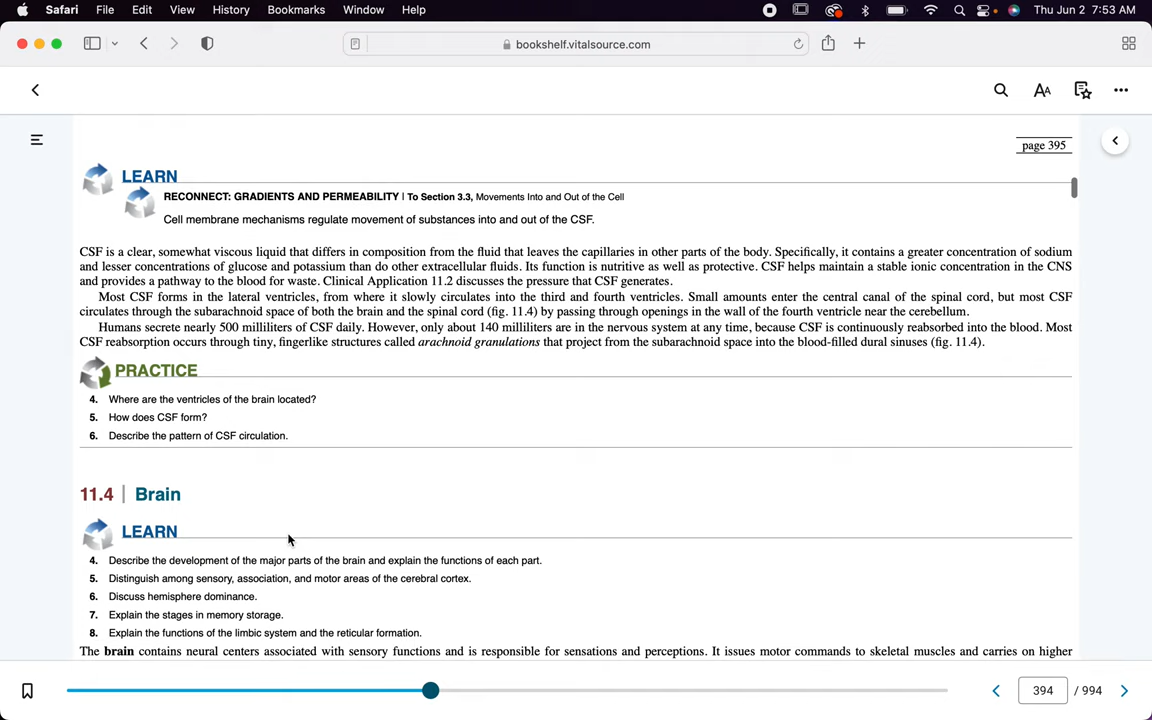 Safari File Edit View History Bookmarks Window Help Thu Jun 2 7:53 AM
bookshelf.vitalsource.com
AA
page 395
LEARN
RECONNECT: GRADIENTS AND PERMEABILITY | To Section 3.3, Movements Into and Out of the Cell
Cell membrane mechanisms regulate movement of substances into and out of the CSF.
CSF is a clear, somewhat viscous liquid that differs in composition from the fluid that leaves the capillaries in other parts of the body. Specifically, it contains a greater concentration of sodium
and lesser concentrations of glucose and potassium than do other extracellular fluids. Its function is nutritive as well as protective. CSF helps maintain a stable ionic concentration in the CNS
and provides a pathway to the blood for waste. Clinical Application 11.2 discusses the pressure that CSF generates.
Most CSF forms in the lateral ventricles, from where it slowly circulates into the third and fourth ventricles. Small amounts enter the central canal of the spinal cord, but most CSF
circulates through the subarachnoid space of both the brain and the spinal cord (fig. 11.4) by passing through openings in the wall of the fourth ventricle near the cerebellum.
Humans secrete nearly 500 milliliters of CSF daily. However, only about 140 milliliters are in the nervous system at any time, because CSF is continuously reabsorbed into the blood. Most
CSF reabsorption occurs through tiny, fingerlike structures called arachnoid granulations that project from the subarachnoid space into the blood-filled dural sinuses (fig. 11.4).
PRACTICE
4. Where are the ventricles of the brain located?
5. How does CSF form?
6. Describe the pattern of CSF circulation.
11.4 | Brain
LEARN
4. Describe the development of the major parts of the brain and explain the functions of each part.
5. Distinguish among sensory, association, and motor areas of the cerebral cortex.
6. Discuss hemisphere dominance.
7. Explain the stages in memory storage.
8. Explain the functions of the limbic system and the reticular formation.
The brain contains neural centers associated with sensory functions and is responsible for sensations and perceptions. It issues motor commands to skeletal muscles and carries on higher
394 / 994